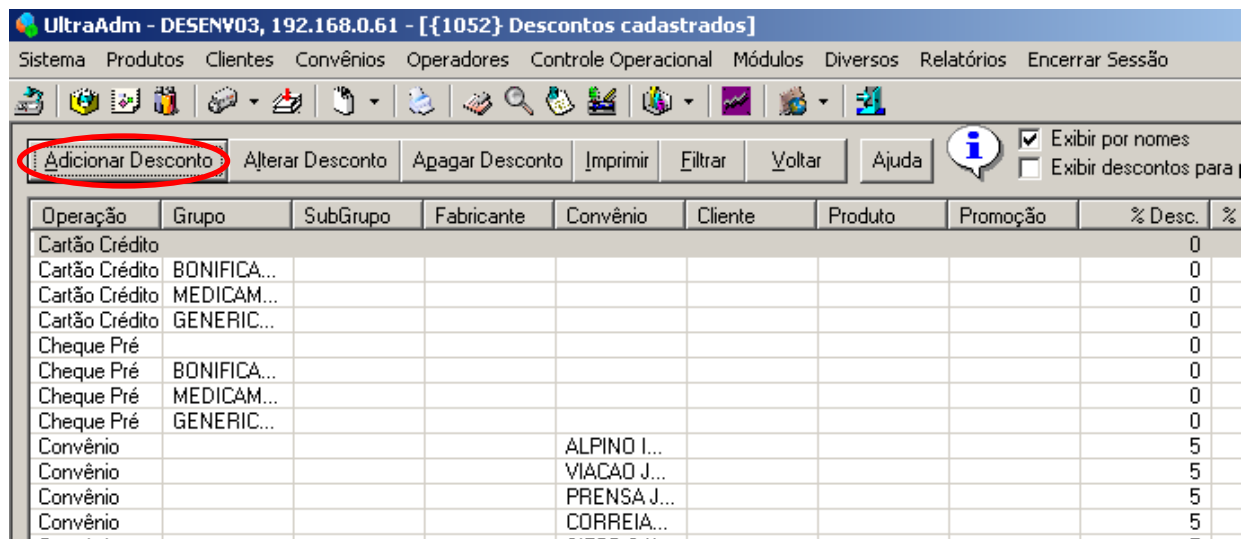 UltraAdm - DESENV03, 192.168.0.61 - [{1052} Descontos cadastrados]
Sistema Produtos Clientes Convênios Operadores Controle Operacional Módulos Diversos Relatórios Encerrar Sessão
Adicionar Desconto Alterar Desconto Apagar Desconto Imprimir Filtrar Voltar Ajuda Exibir por nomes
Exibir descontos para
Operação Grupo SubGrupo Fabricante Convênio Cliente Produto Promoção % Desc. %
Cartão Crédito 0
Cartão Crédito BONIFICA... 0
Cartão Crédito MEDICAM... 0
Cartão Crédito GENERIC... 0
Cheque Pré 0
Cheque Pré BONIFICA... 0
Cheque Pré MEDICAM... 0
Cheque Pré GENERIC... 0
Convênio ALPINO I... 5
Convênio VIACAO J... 5
Convênio PRENSA J... 5
Convênio CORREIA... 5